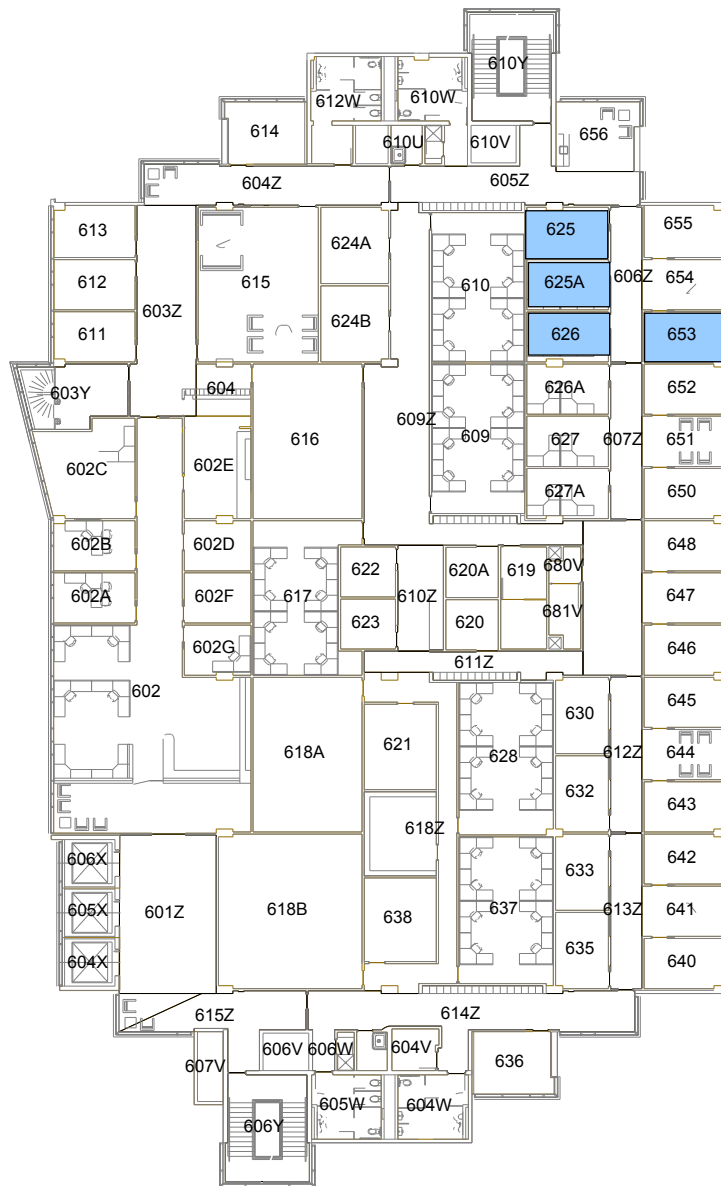 610Y
612W
610W
614
610U
610V
656
604Z
605Z
613
624A
625
655
612
603Z
615
610
625A
606Z
654
611
624B
626
653
603Y
604
626A
652
602C
602E
616
609Z
609
627
607Z
651
627A
650
602B
602D
622
620A
619
680V
648
602A
602F
617
623
610Z
620
681V
647
602G
611Z
646
602
618A
621
628
630
645
612Z
644
618Z
632
643
606X
633
642
605X
601Z
618B
638
637
613Z
641
604X
635
640
615Z
614Z
607V
606V
606W
604V
636
606Y
605W
604W